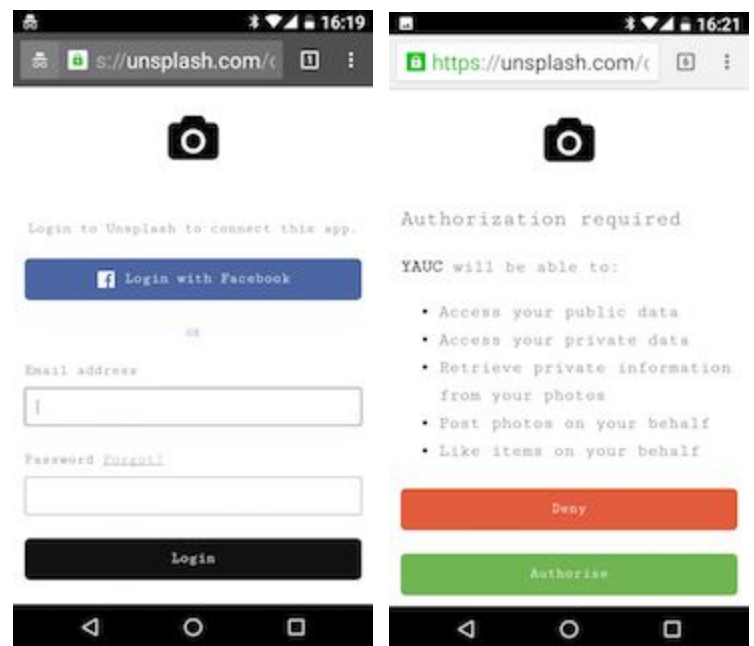 16:19
s://unsplash.com/
1
Login to Unsplash to connect this app.
f Login with Facebook
OR
Email address
Password Forgot?
Login
16:21
https://unsplash.com/
6
Authorization required
YAUC will be able to:
• Access your public data
• Access your private data
• Retrieve private information
from your photos
• Post photos on your behalf
• Like items on your behalf
Deny
Authorise